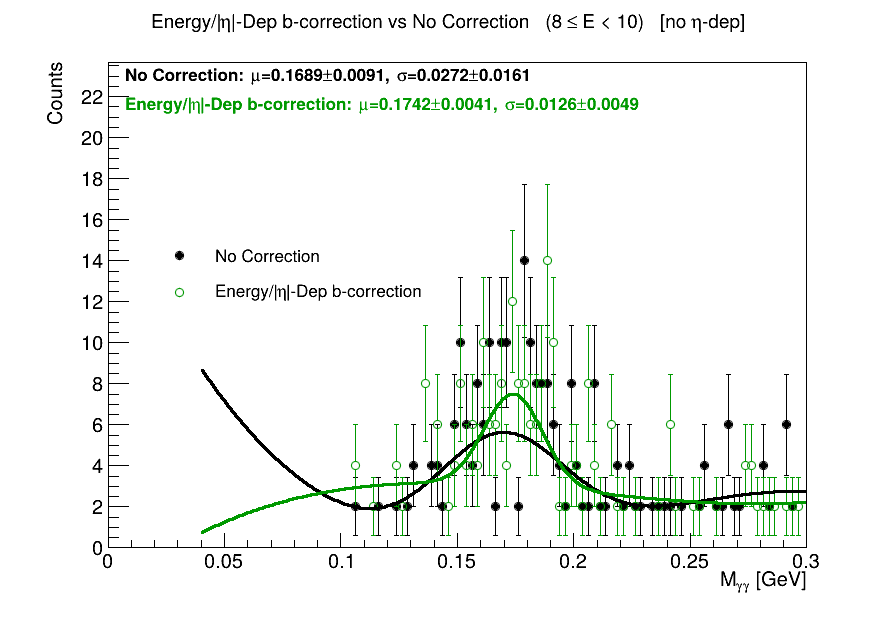 Energy/|η|-Dep b-correction vs No Correction (8 ≤ E < 10) [no η-dep]
Counts
No Correction: μ=0.1689±0.0091, σ=0.0272±0.0161
Energy/|η|-Dep b-correction: μ=0.1742±0.0041, σ=0.0126±0.0049
22
20
18
16
14
12
10
8
6
4
2
0
No Correction
Energy/|η|-Dep b-correction
0 0.05 0.1 0.15 0.2 0.25 0.3
M_γγ [GeV]